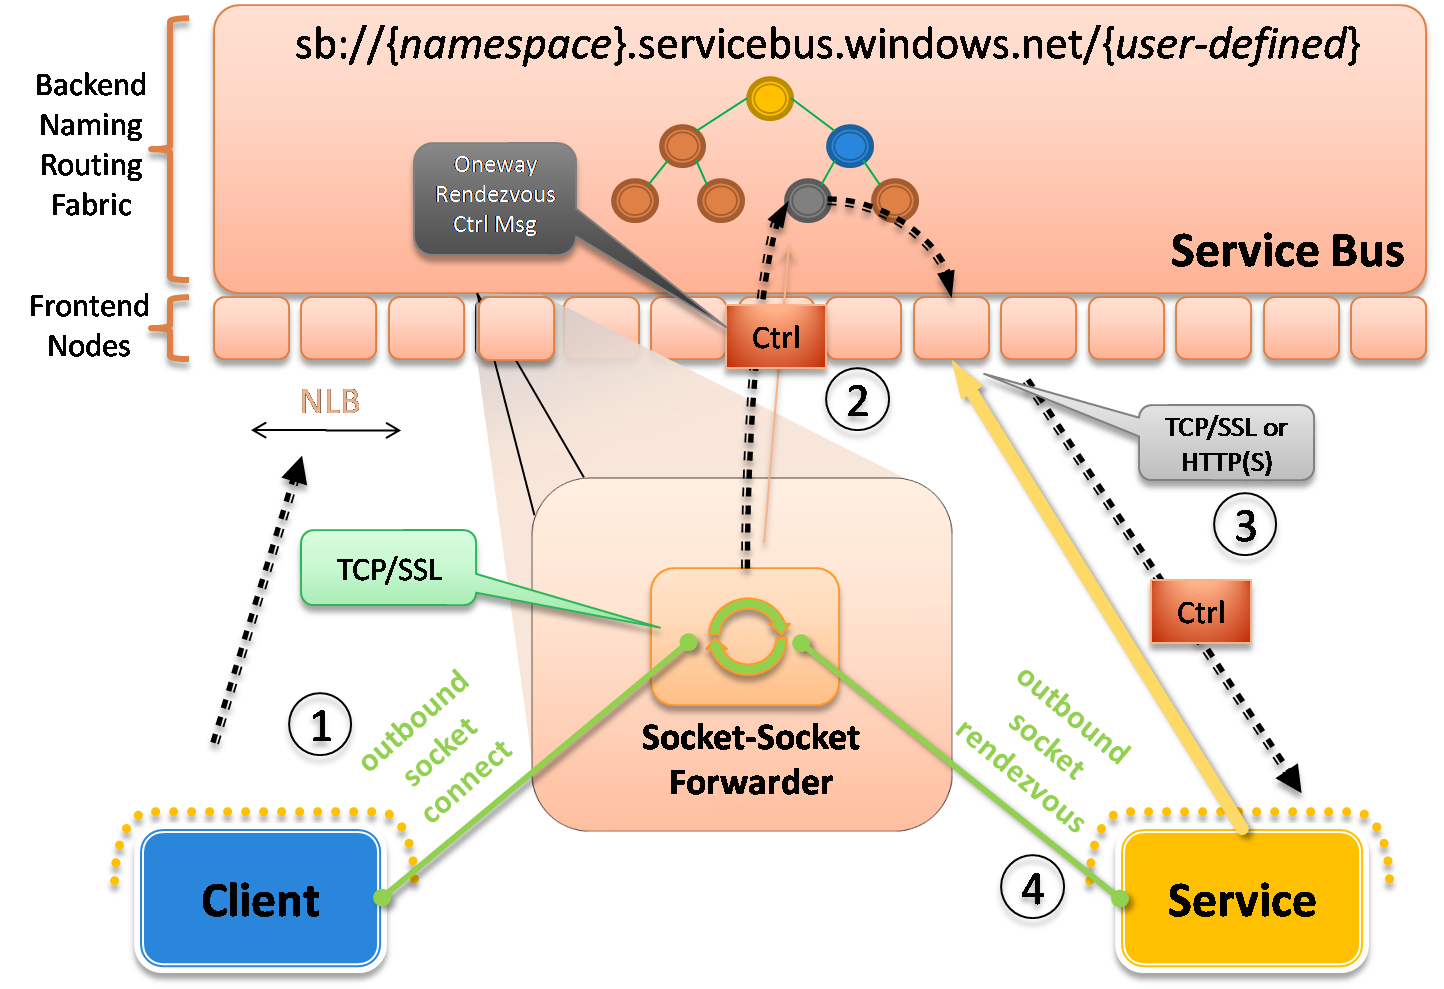 sb://{namespace}.servicebus.windows.net/{user-defined}
Backend
Naming
Routing
Fabric
Oneway
Rendezvous
Ctrl Msg
Service Bus
Frontend
Nodes
Ctrl
NLB
2
TCP/SSL or
HTTP(S)
3
TCP/SSL
Ctrl
1
outbound
socket
connect
Socket-Socket
Forwarder
outbound
socket
rendezvous
4
Client
Service